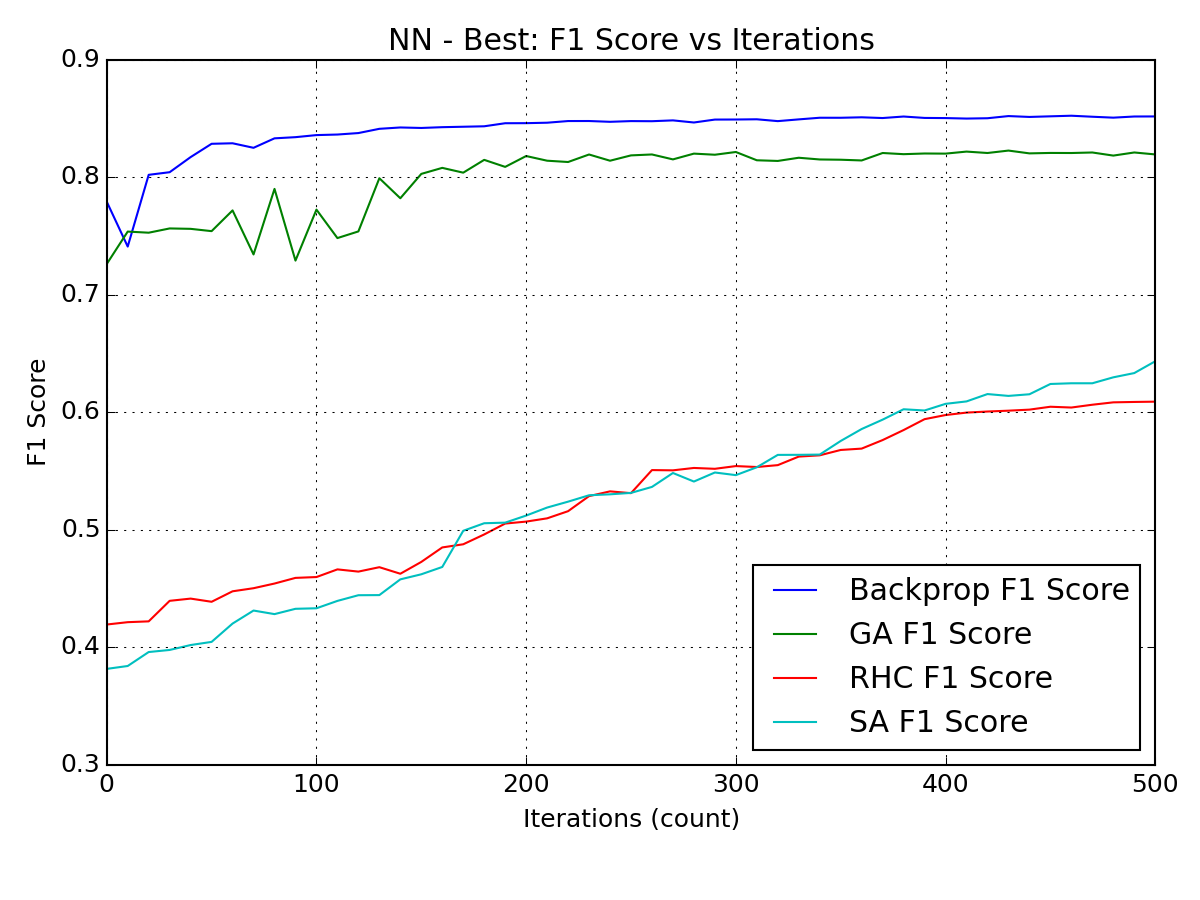 NN - Best: F1 Score vs Iterations
0.9
0.8
0.7
0.6
0.5
0.4
0.3
F1 Score
Backprop F1 Score
GA F1 Score
RHC F1 Score
SA F1 Score
0 100 200 300 400 500
Iterations (count)